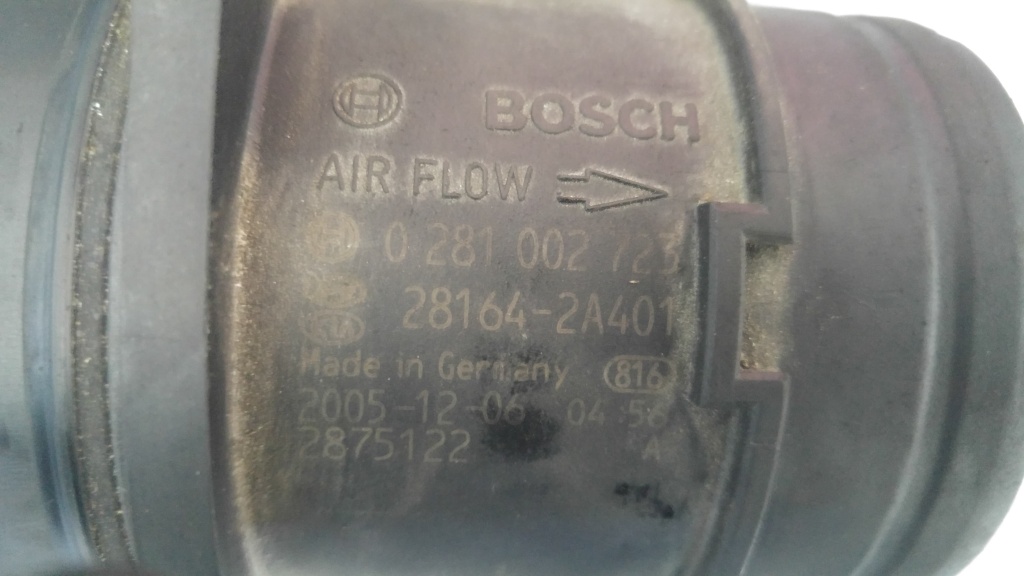 BOSCH
AIR FLOW
0 281 002 723
28164-2A401
Made in Germany 816
2005-12-06 04 56
2875122 A